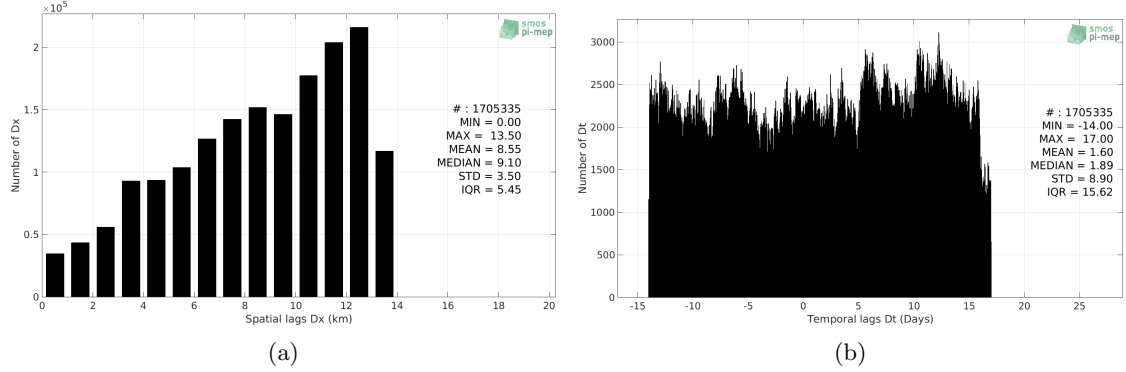 ×10⁵
2
1.5
1
0.5
0
Number of Dx
0 2 4 6 8 10 12 14 16 18 20
Spatial lags Dx (km)
smos
pi-mep
# : 1705335
MIN = 0.00
MAX = 13.50
MEAN = 8.55
MEDIAN = 9.10
STD = 3.50
IQR = 5.45
(a)
3000
2500
2000
1500
1000
500
0
Number of Dt
-15 -10 -5 0 5 10 15 20 25
Temporal lags Dt (Days)
smos
pi-mep
# : 1705335
MIN = -14.00
MAX = 17.00
MEAN = 1.60
MEDIAN = 1.89
STD = 8.90
IQR = 15.62
(b)